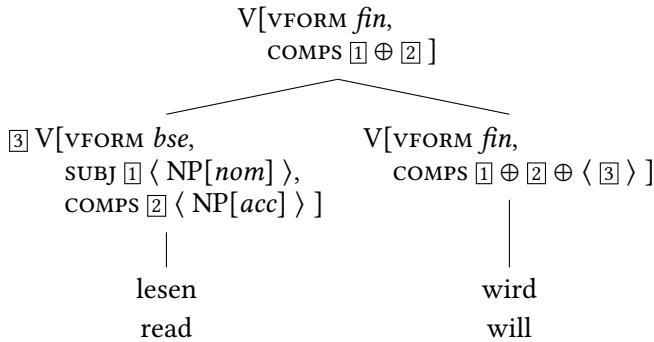 V[VFORM fin,
COMPS 1 ⊕ 2 ]
3 V[VFORM bse,
SUBJ 1 ⟨ NP[nom] ⟩,
COMPS 2 ⟨ NP[acc] ⟩ ]
V[VFORM fin,
COMPS 1 ⊕ 2 ⊕ ⟨ 3 ⟩ ]
lesen
read
wird
will